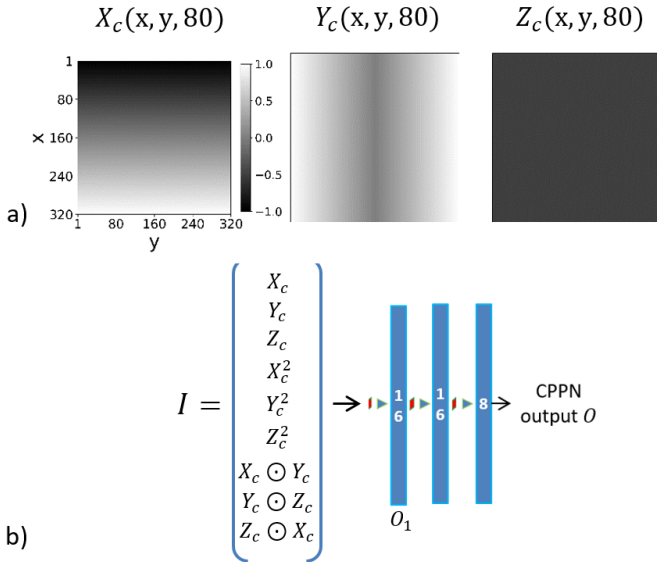 X_c(x, y, 80) Y_c(x, y, 80) Z_c(x, y, 80)
1
80
160
240
320
x
1 80 160 240 320
y
1.0
0.5
0.0
−0.5
−1.0
a)
I =
X_c
Y_c
Z_c
X_c^2
Y_c^2
Z_c^2
X_c ⊙ Y_c
Y_c ⊙ Z_c
Z_c ⊙ X_c
1 6
1 6
8
O_1
CPPN
output O
b)